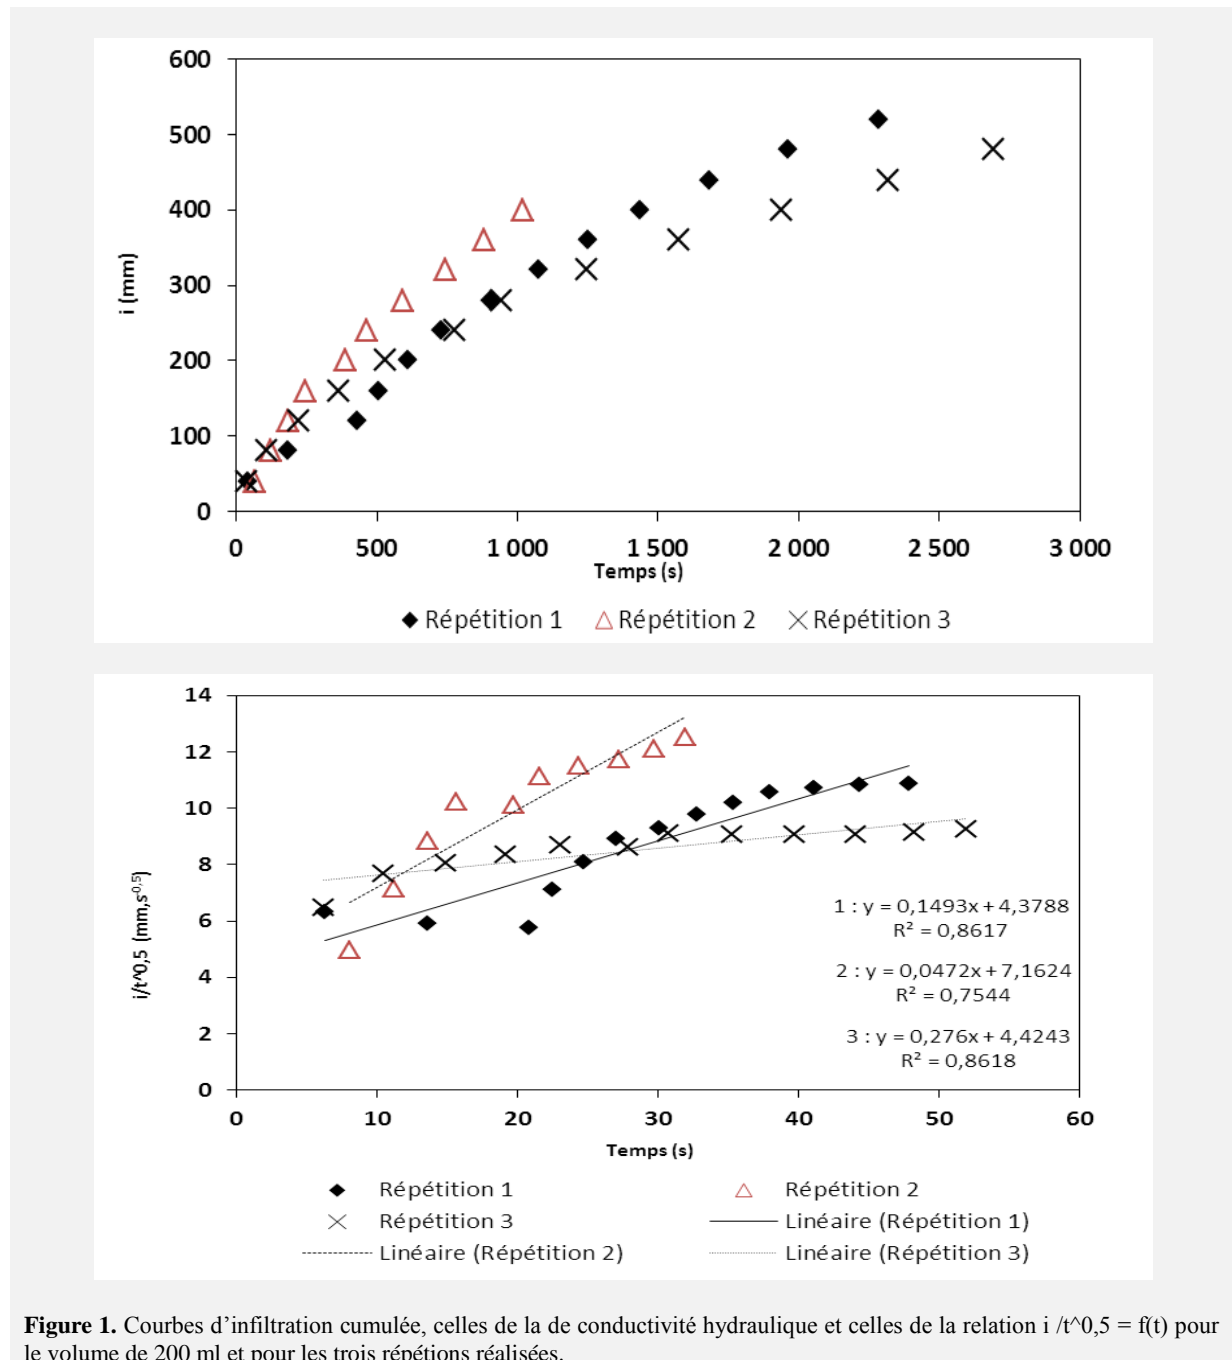 600
500
400
300
200
100
0
i (mm)
0 500 1 000 1 500 2 000 2 500 3 000
Temps (s)
Répétition 1 Répétition 2 Répétition 3
14
12
10
8
6
4
2
0
i/t^0,5 (mm,s-0,5)
1 : y = 0,1493x + 4,3788
R² = 0,8617
2 : y = 0,0472x + 7,1624
R² = 0,7544
3 : y = 0,276x + 4,4243
R² = 0,8618
0 10 20 30 40 50 60
Temps (s)
Répétition 1 Répétition 2
Répétition 3 Linéaire (Répétition 1)
Linéaire (Répétition 2) Linéaire (Répétition 3)
Figure 1. Courbes d’infiltration cumulée, celles de la de conductivité hydraulique et celles de la relation i /t^0,5 = f(t) pour
le volume de 200 ml et pour les trois répétions réalisées.